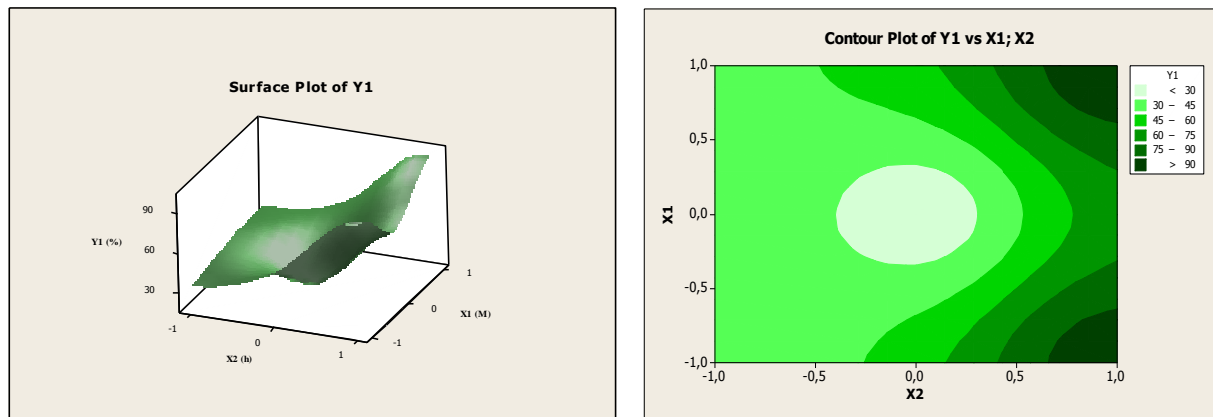 Surface Plot of Y1
90
Y1 (%)
60
30
-1
0
X2 (h)
1
-1
0
X1 (M)
1
Contour Plot of Y1 vs X1; X2
X1
1,0
0,5
0,0
-0,5
-1,0
-1,0
-0,5
0,0
0,5
1,0
X2
Y1
< 30
30 – 45
45 – 60
60 – 75
75 – 90
> 90